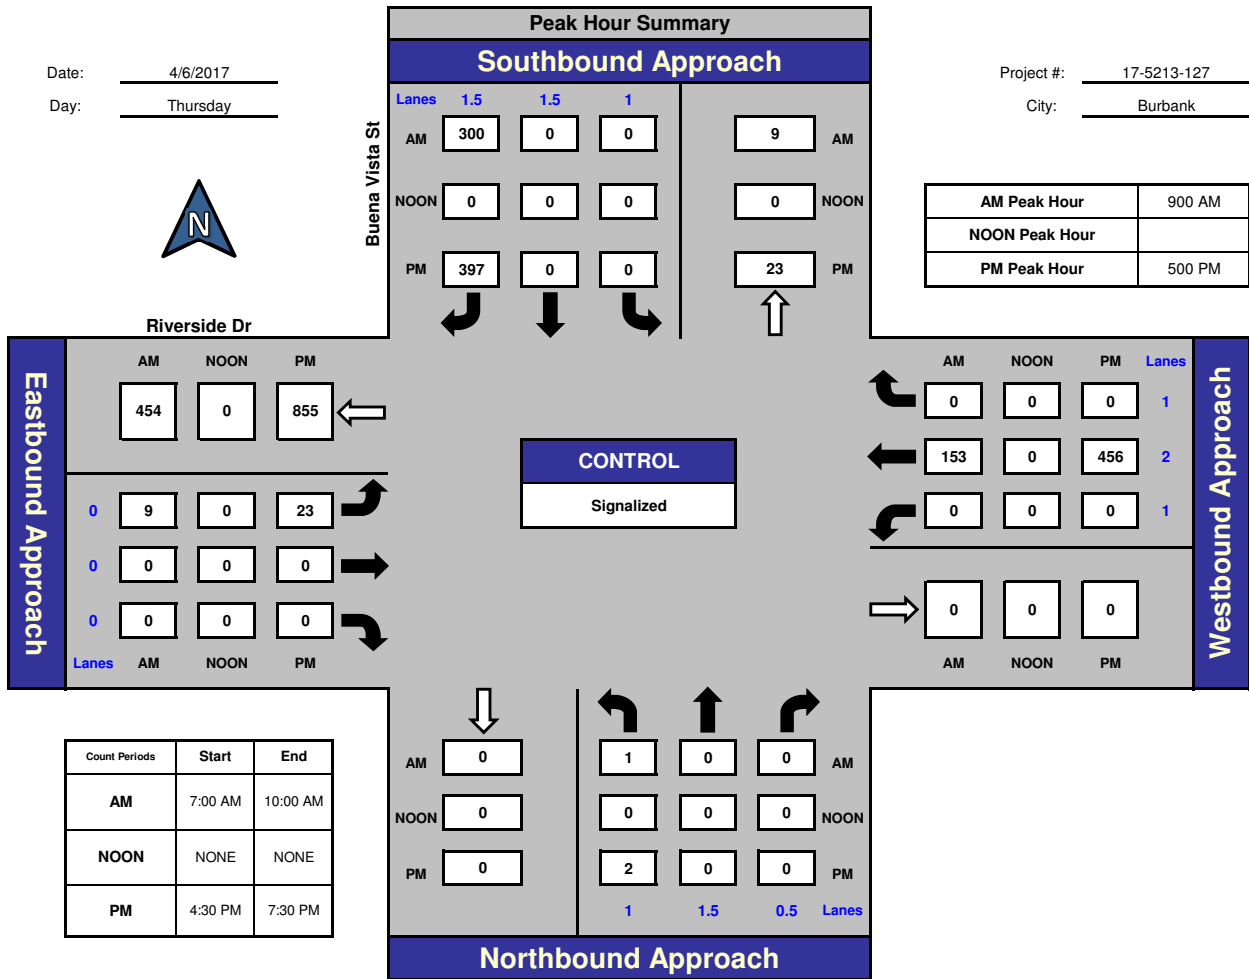 Peak Hour Summary
Southbound Approach
Date: 4/6/2017
Day: Thursday
Project #: 17-5213-127
City: Burbank
N
Buena Vista St
Lanes 1.5 1.5 1
AM 300 0 0 9 AM
NOON 0 0 0 0 NOON
PM 397 0 0 23 PM
AM Peak Hour 900 AM
NOON Peak Hour
PM Peak Hour 500 PM
Riverside Dr
Eastbound Approach
AM NOON PM
454 0 855
0 9 0 23
0 0 0 0
0 0 0 0
Lanes AM NOON PM
CONTROL
Signalized
AM NOON PM Lanes
0 0 0 1
153 0 456 2
0 0 0 1
0 0 0
AM NOON PM
Westbound Approach
Count Periods Start End
AM 7:00 AM 10:00 AM
NOON NONE NONE
PM 4:30 PM 7:30 PM
AM 0 1 0 0 AM
NOON 0 0 0 0 NOON
PM 0 2 0 0 PM
1 1.5 0.5 Lanes
Northbound Approach